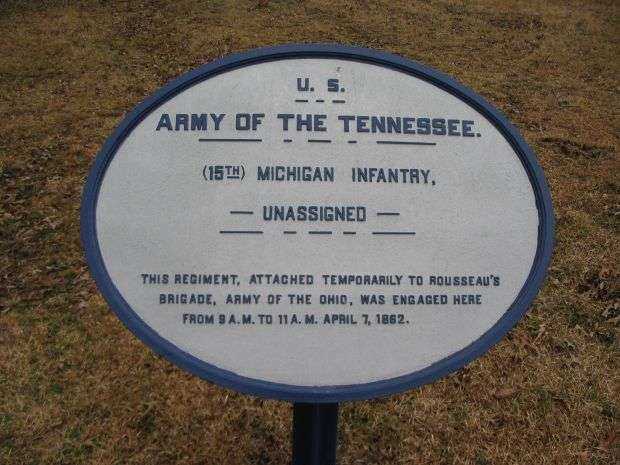 U. S.
ARMY OF THE TENNESSEE.
(15TH) MICHIGAN INFANTRY,
— UNASSIGNED —
THIS REGIMENT, ATTACHED TEMPORARILY TO ROUSSEAU'S
BRIGADE, ARMY OF THE OHIO, WAS ENGAGED HERE
FROM 9 A.M. TO 11 A. M. APRIL 7, 1862.